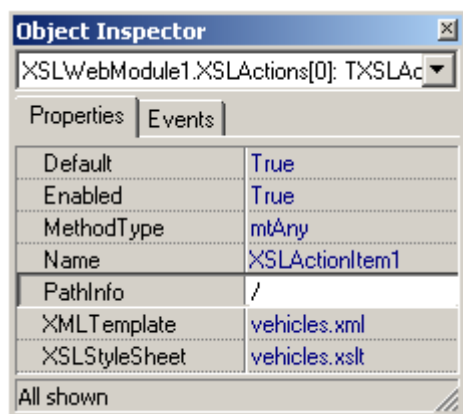 Object Inspector
XSLWebModule1.XSLActions[0]: TXSLAc
Properties Events
Default True
Enabled True
MethodType mtAny
Name XSLActionItem1
PathInfo /
XMLTemplate vehicles.xml
XSLStyleSheet vehicles.xslt
All shown